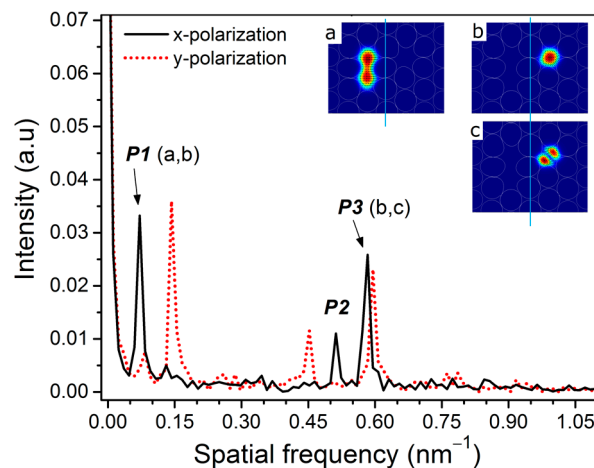 x-polarization
y-polarization
a
b
c
P1 (a,b)
P3 (b,c)
P2
0.07
0.06
0.05
0.04
0.03
0.02
0.01
0.00
Intensity (a.u)
0.00 0.15 0.30 0.45 0.60 0.75 0.90 1.05
Spatial frequency (nm⁻¹)